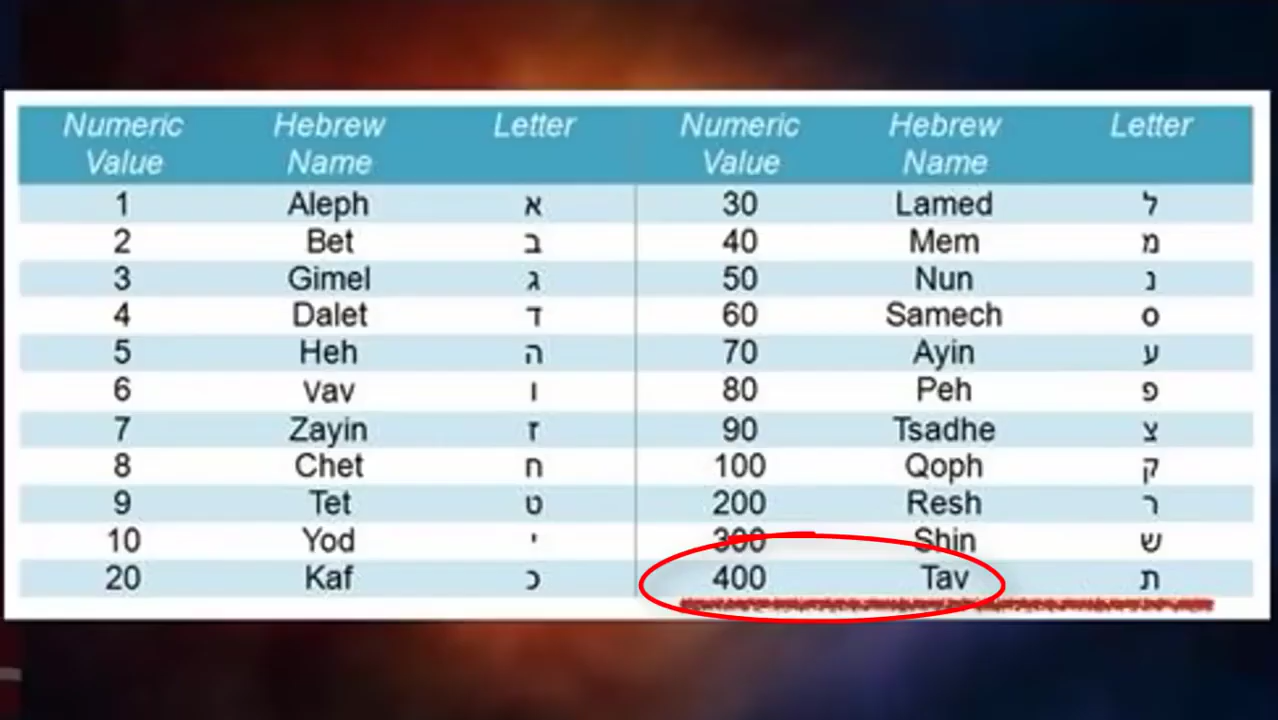 Numeric Value Hebrew Name Letter Numeric Value Hebrew Name Letter
1 Aleph א 30 Lamed ל
2 Bet ב 40 Mem מ
3 Gimel ג 50 Nun נ
4 Dalet ד 60 Samech ס
5 Heh ה 70 Ayin ע
6 Vav ו 80 Peh פ
7 Zayin ז 90 Tsadhe צ
8 Chet ח 100 Qoph ק
9 Tet ט 200 Resh ר
10 Yod י 300 Shin ש
20 Kaf כ 400 Tav ת